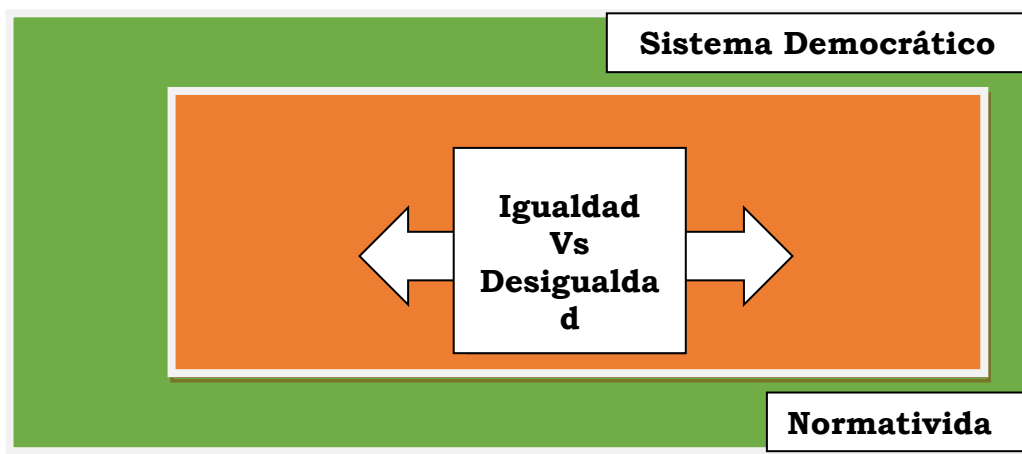 Sistema Democrático
Igualdad
Vs
Desigualda
d
Normativida